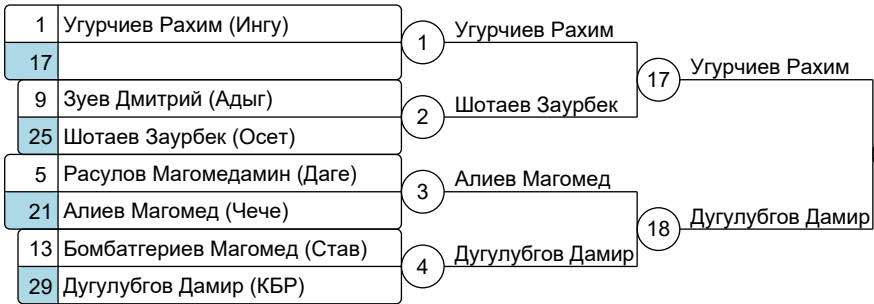 1 Угурчиев Рахим (Ингу)
17
9 Зуев Дмитрий (Адыг)
25 Шотаев Заурбек (Осет)
5 Расулов Магомедамин (Даге)
21 Алиев Магомед (Чече)
13 Бомбатгериев Магомед (Став)
29 Дугулубгов Дамир (КБР)
1 Угурчиев Рахим
2 Шотаев Заурбек
3 Алиев Магомед
4 Дугулубгов Дамир
17 Угурчиев Рахим
18 Дугулубгов Дамир